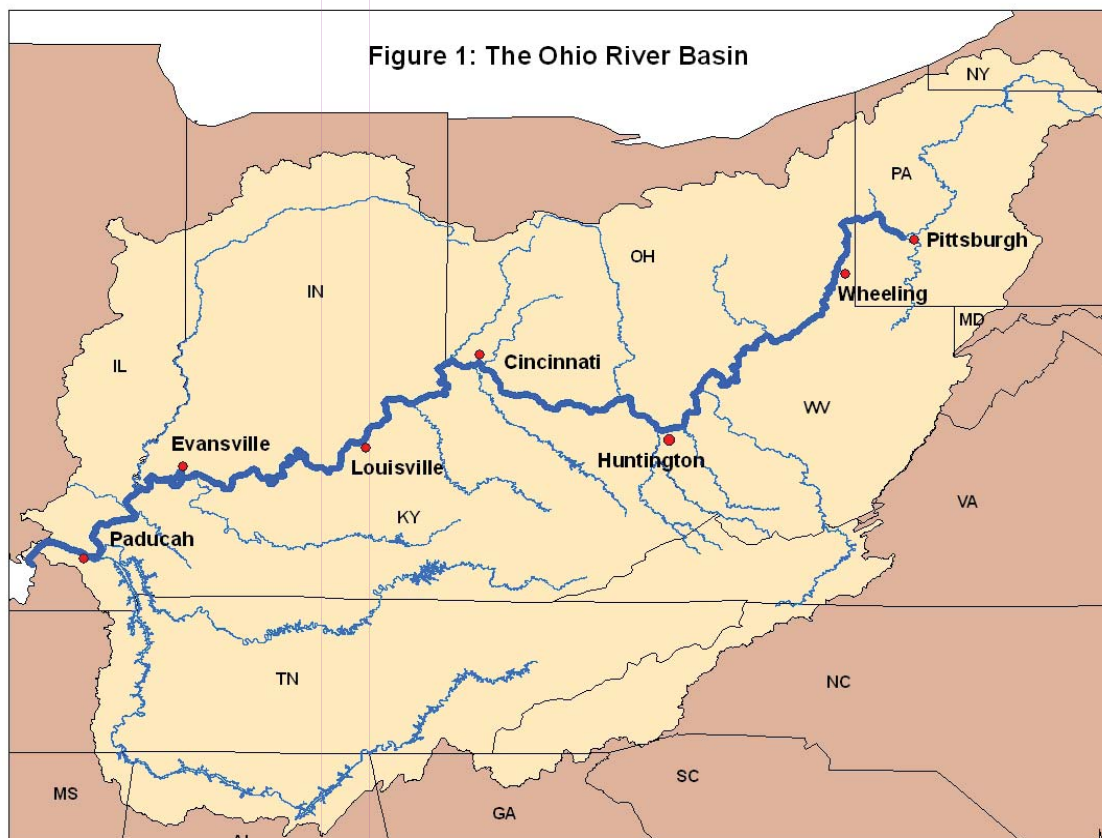 Figure 1: The Ohio River Basin
NY
PA
Pittsburgh
OH
Wheeling
IN
MD
IL
Cincinnati
WV
Evansville
Louisville
Huntington
VA
KY
Paducah
TN
NC
SC
MS
GA